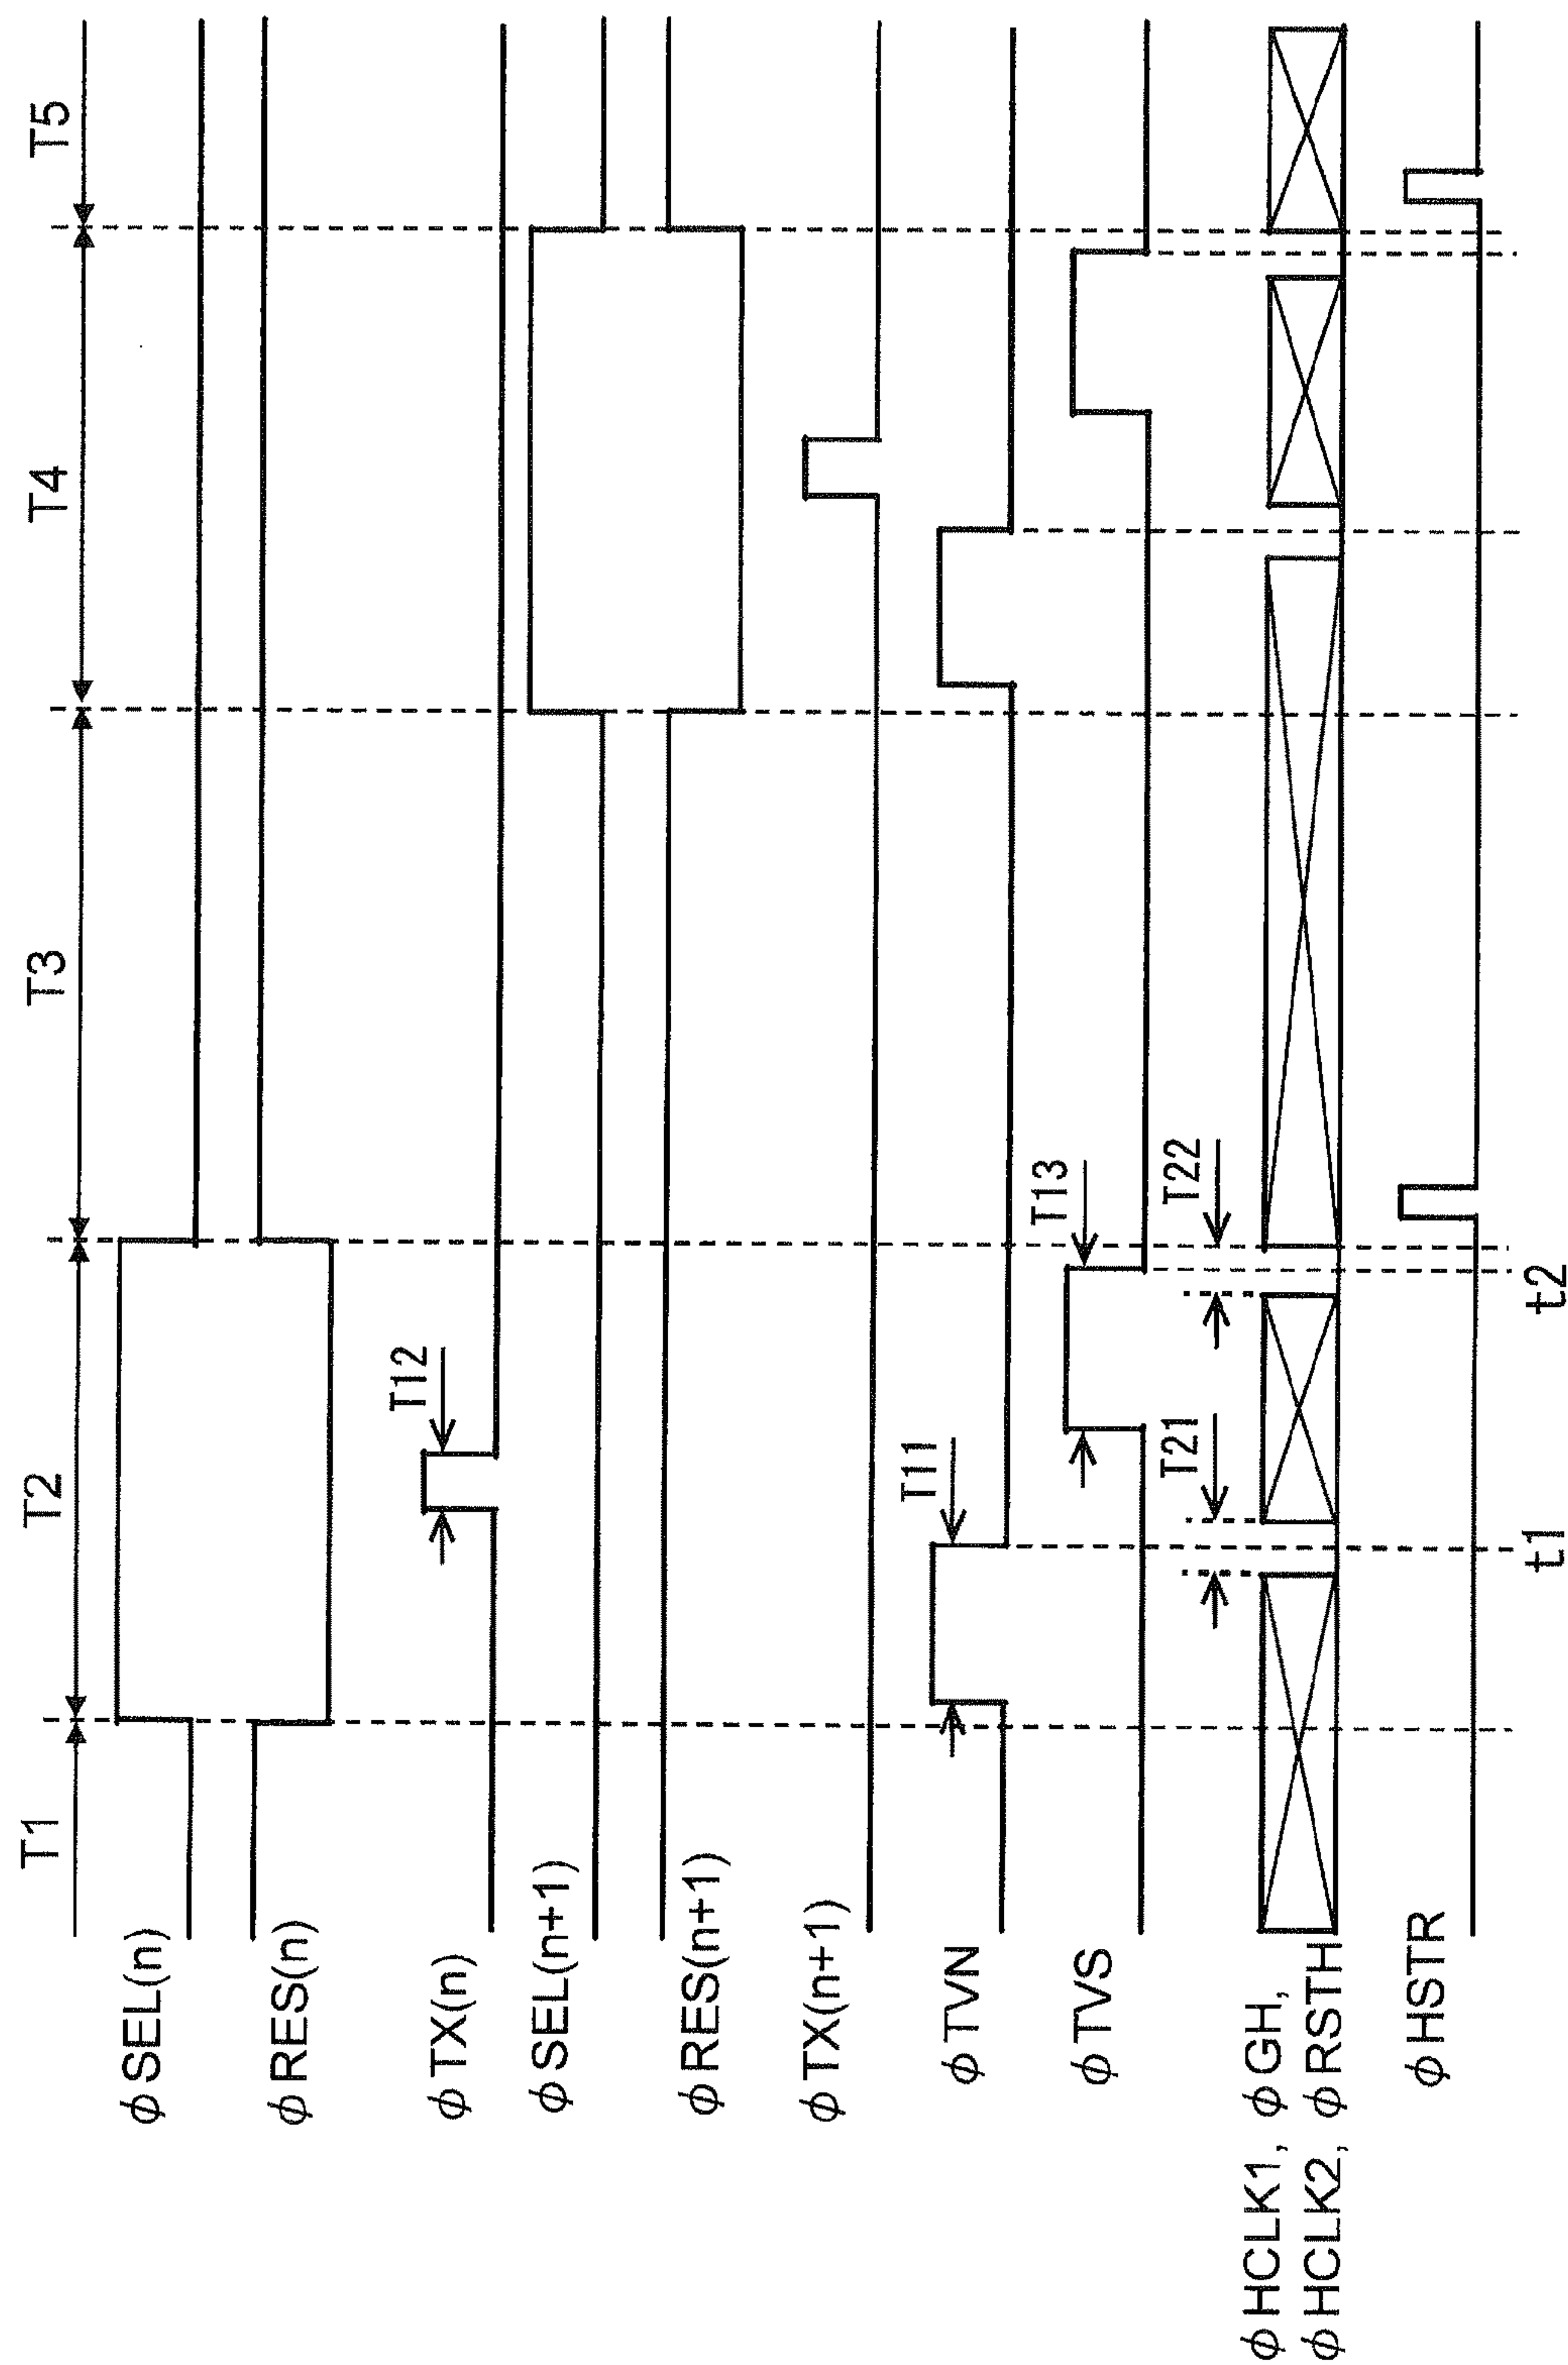 T1 T2 T3 T4 T5
ϕSEL(n)
ϕRES(n)
T12
ϕTX(n)
ϕSEL(n+1)
ϕRES(n+1)
ϕTX(n+1)
T11
ϕTVN
T13
ϕTVS
T21 T22
ϕHCLK1, ϕGH,
ϕHCLK2, ϕRSTH
ϕHSTR
t1 t2